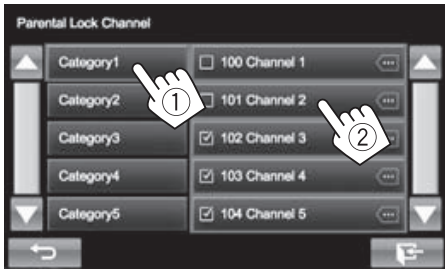 Parental Lock Channel
Category1
100 Channel 1
Category2
101 Channel 2
Category3
102 Channel 3
Category4
103 Channel 4
Category5
104 Channel 5
1
2